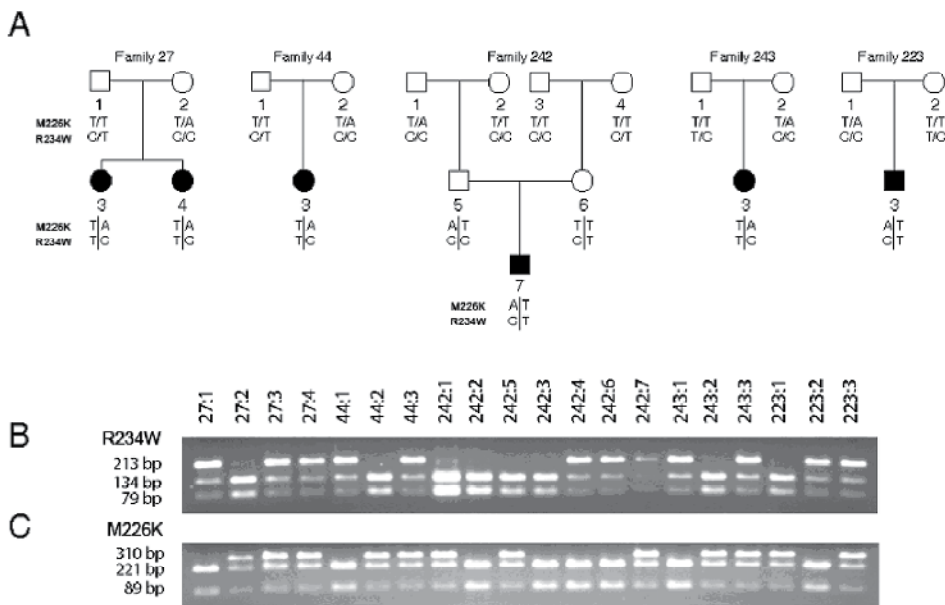 A
Family 27 Family 44 Family 242 Family 243 Family 223
1 2 1 2 1 2 3 4 1 2 1 2
M226K T/T T/A T/T T/A T/A T/T T/T T/T T/T T/A T/A T/T
R234W G/T G/G G/T G/G G/G G/G G/G G/T T/G G/G G/G T/G
3 4 3 5 6 3 3
M226K T A T A T A A T T T T A A T
R234W T G T G T G G G G T T G G T
7
M226K A T
R234W G T
27:1 27:2 27:3 27:4 44:1 44:2 44:3 242:1 242:2 242:5 242:3 242:4 242:6 242:7 243:1 243:2 243:3 223:1 223:2 223:3
B
R234W
213 bp
134 bp
79 bp
C
M226K
310 bp
221 bp
89 bp